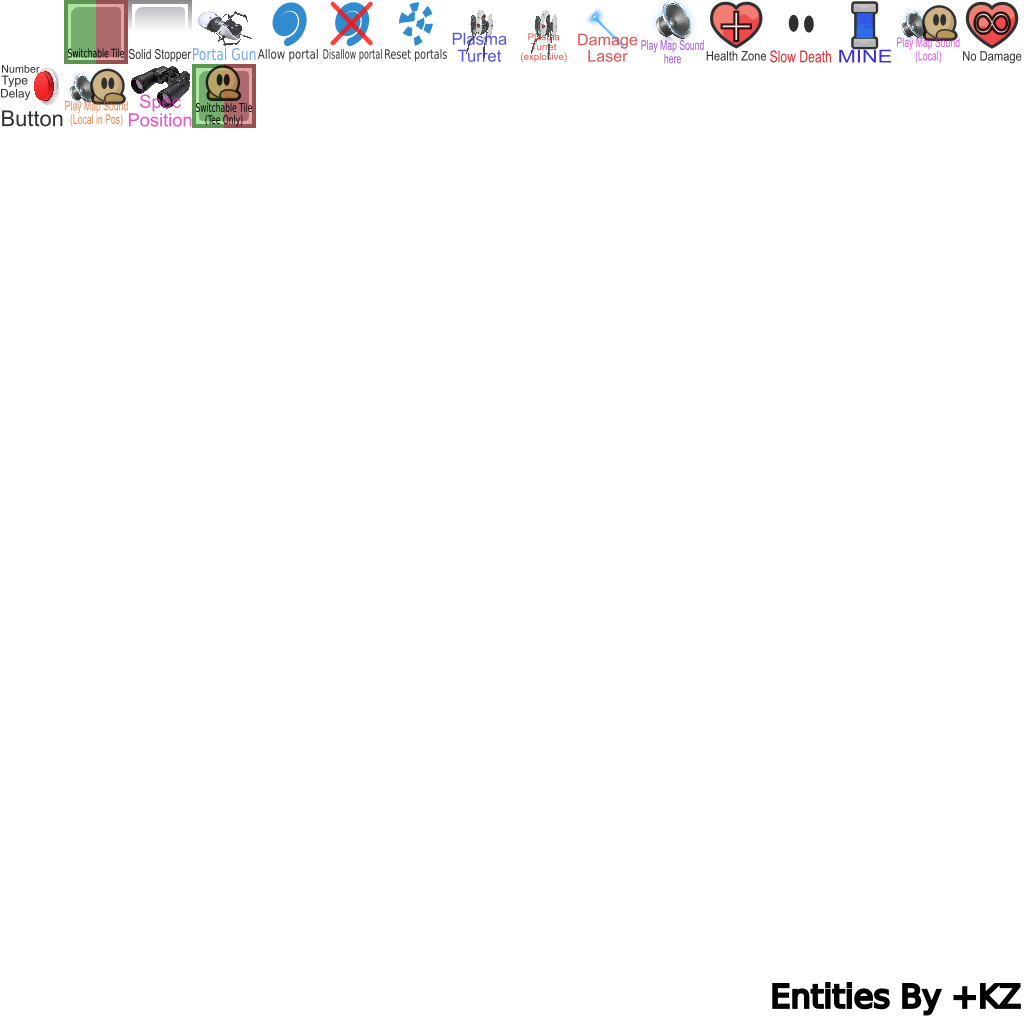 Switchable Tile
Solid Stopper
Portal Gun
Allow portal
Disallow portal
Reset portals
Plasma
Turret
Plasma
Turret
(explosive)
Damage
Laser
Play Map Sound
here
Health Zone
Slow Death
MINE
Play Map Sound
(Local)
No Damage
Number
Type
Delay
Button
Play Map Sound
(Local in Pos)
Spec
Position
Switchable Tile
(Tee Only)
Entities By +KZ